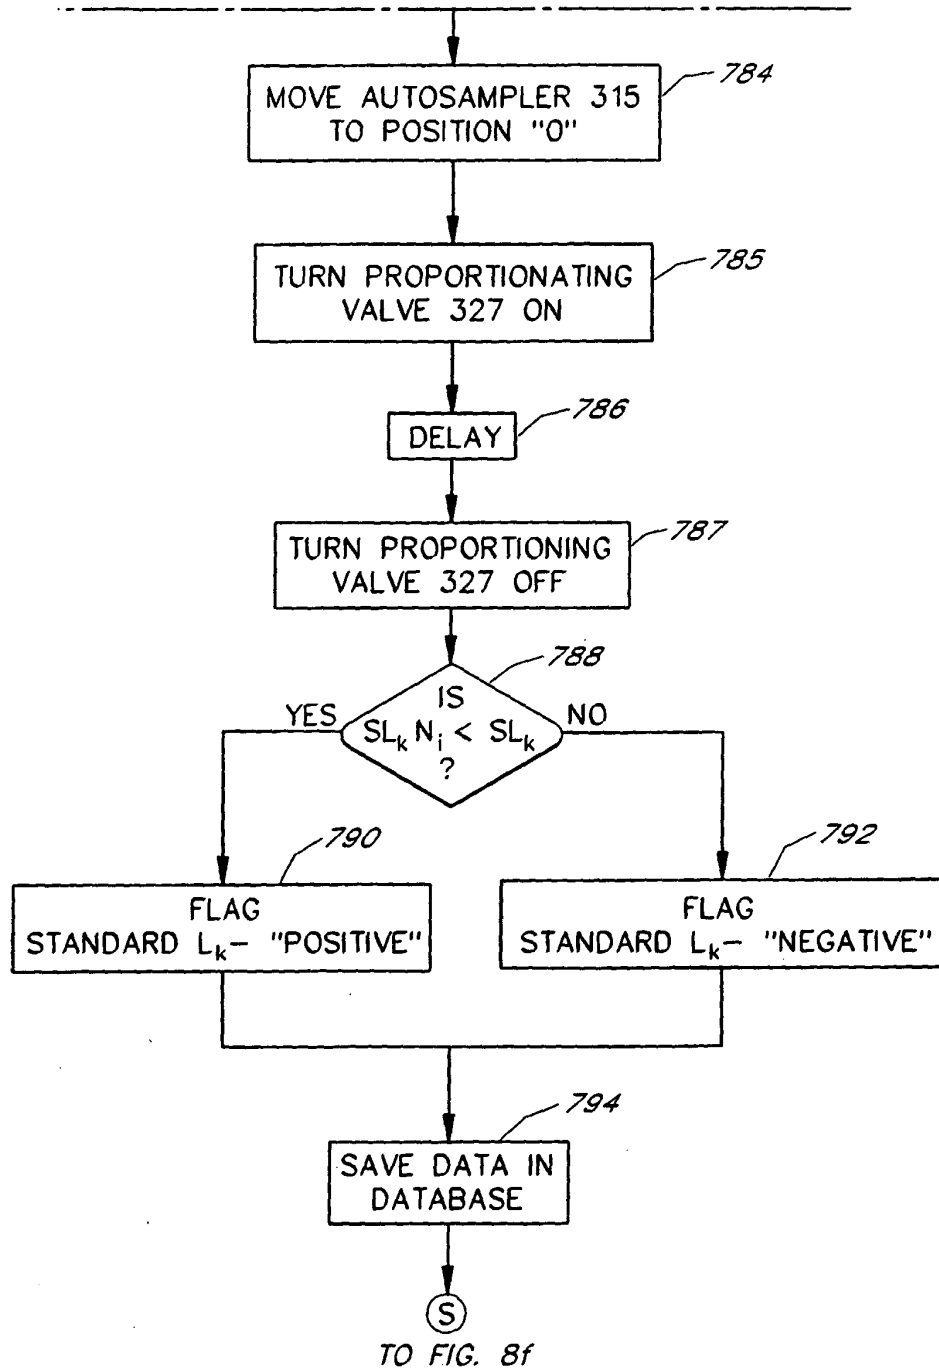 784
MOVE AUTOSAMPLER 315
TO POSITION "O"
785
TURN PROPORTIONATING
VALVE 327 ON
786
DELAY
787
TURN PROPORTIONING
VALVE 327 OFF
788
IS
SLₖ Nᵢ < SLₖ
?
YES
NO
790
FLAG
STANDARD Lₖ- "POSITIVE"
792
FLAG
STANDARD Lₖ- "NEGATIVE"
794
SAVE DATA IN
DATABASE
S
TO FIG. 8f